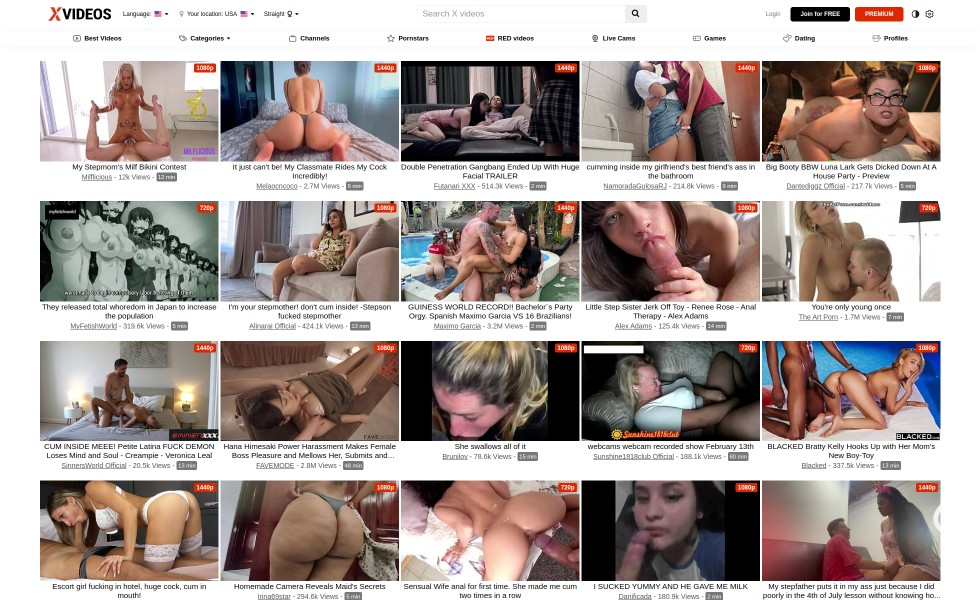 XVIDEOS
Language:
Your location: USA
Straight
Search X videos
Login
Join for FREE
PREMIUM
Best Videos
Categories
Channels
Pornstars
RED videos
Live Cams
Games
Dating
Profiles
1080p
1440p
1440p
1440p
1080p
MILFLICIOUS
My Stepmom's Milf Bikini Contest
Milflicious - 12k Views - 12 min
It just can't be! My Classmate Rides My Cock
Incredibly!
Melaocncoco - 2.7M Views - 9 min
Double Penetration Gangbang Ended Up With Huge
Facial TRAILER
Futanari XXX - 514.3k Views - 2 min
cumming inside my girlfriend's best friend's ass in
the bathroom
NamoradaGulosaRJ - 214.8k Views - 9 min
Big Booty BBW Luna Lark Gets Dicked Down At A
House Party - Preview
Dantediggz Official - 217.7k Views - 5 min
myfetishworld
720p
1080p
1440p
1080p
720p
They released total whoredom in Japan to increase
the population
MyFetishWorld - 319.6k Views - 5 min
I'm your stepmother! don't cum inside! -Stepson
fucked stepmother
Alinarai Official - 424.1k Views - 13 min
GUINESS WORLD RECORD!! Bachelor´s Party
Orgy. Spanish Maximo Garcia VS 16 Brazilians!
Maximo Garcia - 3.2M Views - 2 min
Little Step Sister Jerk Off Toy - Renee Rose - Anal
Therapy - Alex Adams
Alex Adams - 125.4k Views - 14 min
You're only young once
The Art Porn - 1.7M Views - 7 min
1440p
1080p
1080p
720p
1080p
SINNERSXXX
FAVE
Sunshine1818club
BLACKED
CUM INSIDE MEEE! Petite Latina FUCK DEMON
Loses Mind and Soul - Creampie - Veronica Leal
SinnersWorld Official - 20.5k Views - 13 min
Hana Himesaki Power Harassment Makes Female
Boss Pleasure and Mellows Her, Submits and...
FAVEMODE - 2.8M Views - 48 min
She swallows all of it
Bruniloy - 78.6k Views - 15 min
webcams webcam recorded show February 13th
Sunshine1818club Official - 188.1k Views - 60 min
BLACKED Bratty Kelly Hooks Up with Her Mom's
New Boy-Toy
Blacked - 337.5k Views - 13 min
1440p
1080p
720p
1080p
1440p
Escort girl fucking in hotel, huge cock, cum in
mouth!
Homemade Camera Reveals Maid's Secrets
Irina69star - 294.6k Views - 5 min
Sensual Wife anal for first time. She made me cum
two times in a row
I SUCKED YUMMY AND HE GAVE ME MILK
Danificada - 180.9k Views - 2 min
My stepfather puts it in my ass just because I did
poorly in the 4th of July lesson without knowing ho...